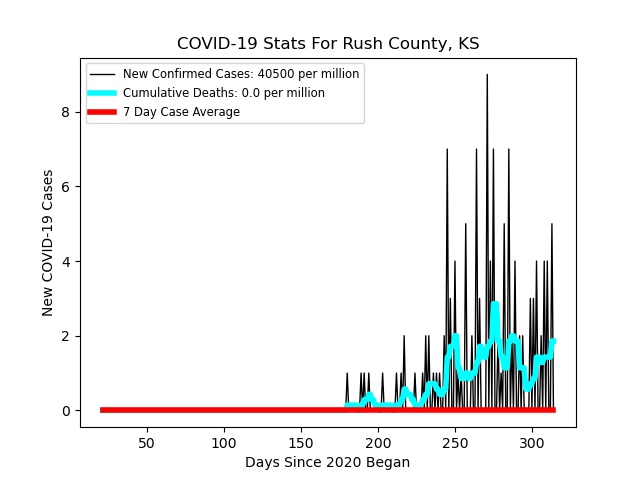 COVID-19 Stats For Rush County, KS
New Confirmed Cases: 40500 per million
Cumulative Deaths: 0.0 per million
7 Day Case Average
New COVID-19 Cases
8
6
4
2
0
50 100 150 200 250 300
Days Since 2020 Began